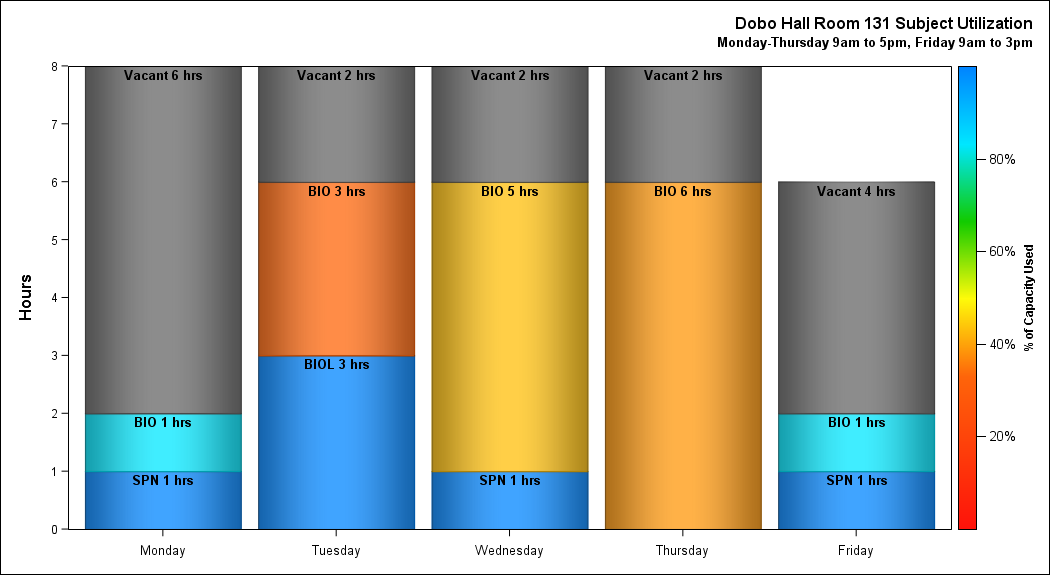 Dobo Hall Room 131 Subject Utilization
Monday-Thursday 9am to 5pm, Friday 9am to 3pm
8
Vacant 6 hrs
Vacant 2 hrs
Vacant 2 hrs
Vacant 2 hrs
7
80%
6
BIO 3 hrs
BIO 5 hrs
BIO 6 hrs
Vacant 4 hrs
5
60%
% of Capacity Used
Hours
4
40%
3
BIOL 3 hrs
2
BIO 1 hrs
BIO 1 hrs
20%
1
SPN 1 hrs
SPN 1 hrs
SPN 1 hrs
0
Monday
Tuesday
Wednesday
Thursday
Friday